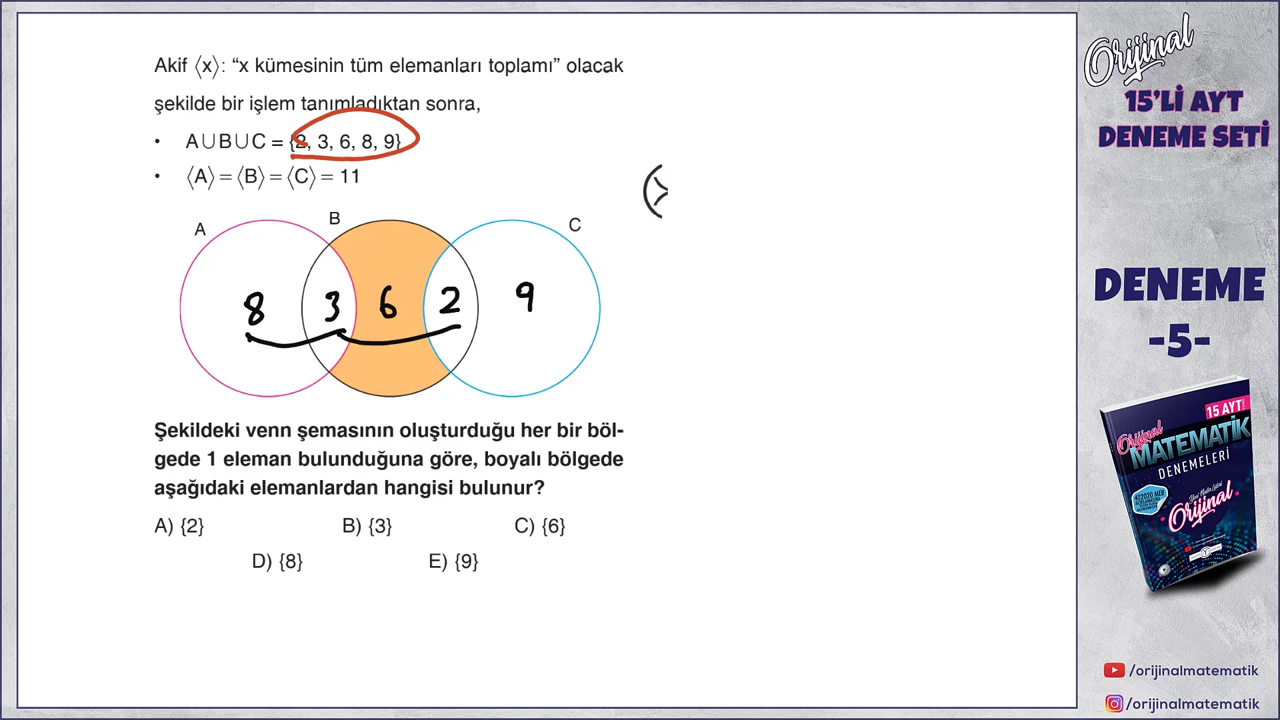 Akif ⟨x⟩: “x kümesinin tüm elemanları toplamı” olacak
şekilde bir işlem tanımladıktan sonra,
• A∪B∪C = {2, 3, 6, 8, 9}
• ⟨A⟩ = ⟨B⟩ = ⟨C⟩ = 11
A
B
C
8 3 6 2 9
Şekildeki venn şemasının oluşturduğu her bir böl-
gede 1 eleman bulunduğuna göre, boyalı bölgede
aşağıdaki elemanlardan hangisi bulunur?
A) {2} B) {3} C) {6}
D) {8} E) {9}
Orijinal
15'Lİ AYT
DENEME SETİ
DENEME
-5-
15 AYT
Orijinal
MATEMATİK
DENEMELERİ
Orijinal
/orijinalmatematik
/orijinalmatematik